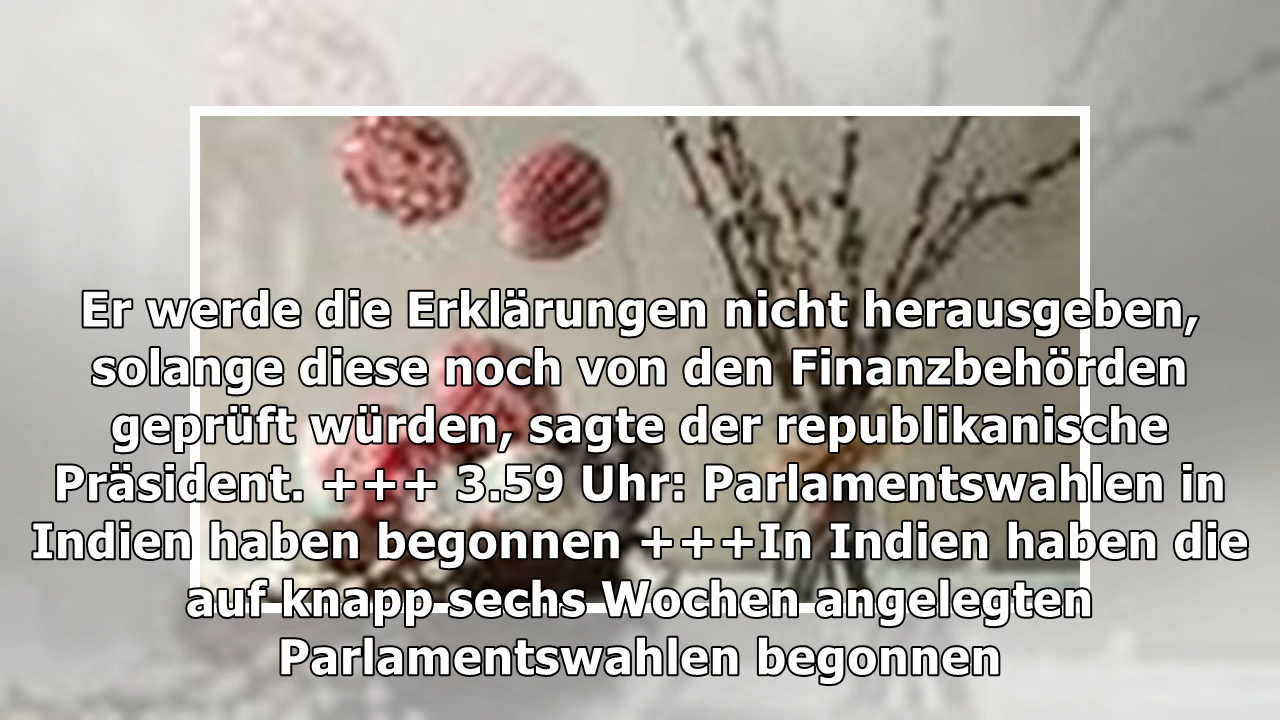 Er werde die Erklärungen nicht herausgeben,
solange diese noch von den Finanzbehörden
geprüft würden, sagte der republikanische
Präsident. +++ 3.59 Uhr: Parlamentswahlen in
Indien haben begonnen +++In Indien haben die
auf knapp sechs Wochen angelegten
Parlamentswahlen begonnen